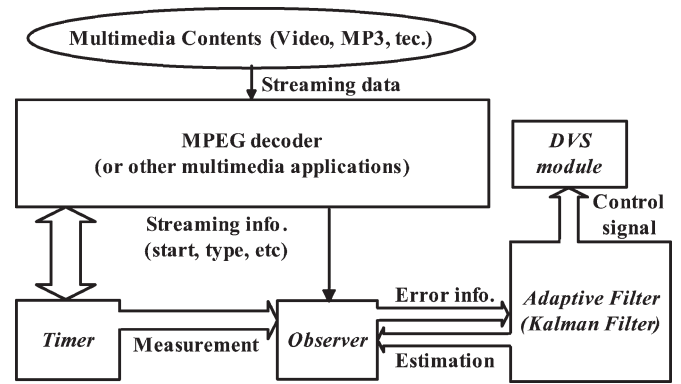 Multimedia Contents (Video, MP3, tec.)
Streaming data
MPEG decoder
(or other multimedia applications)
DVS
module
Control
signal
Streaming info.
(start, type, etc)
Error info.
Adaptive Filter
(Kalman Filter)
Timer
Measurement
Observer
Estimation